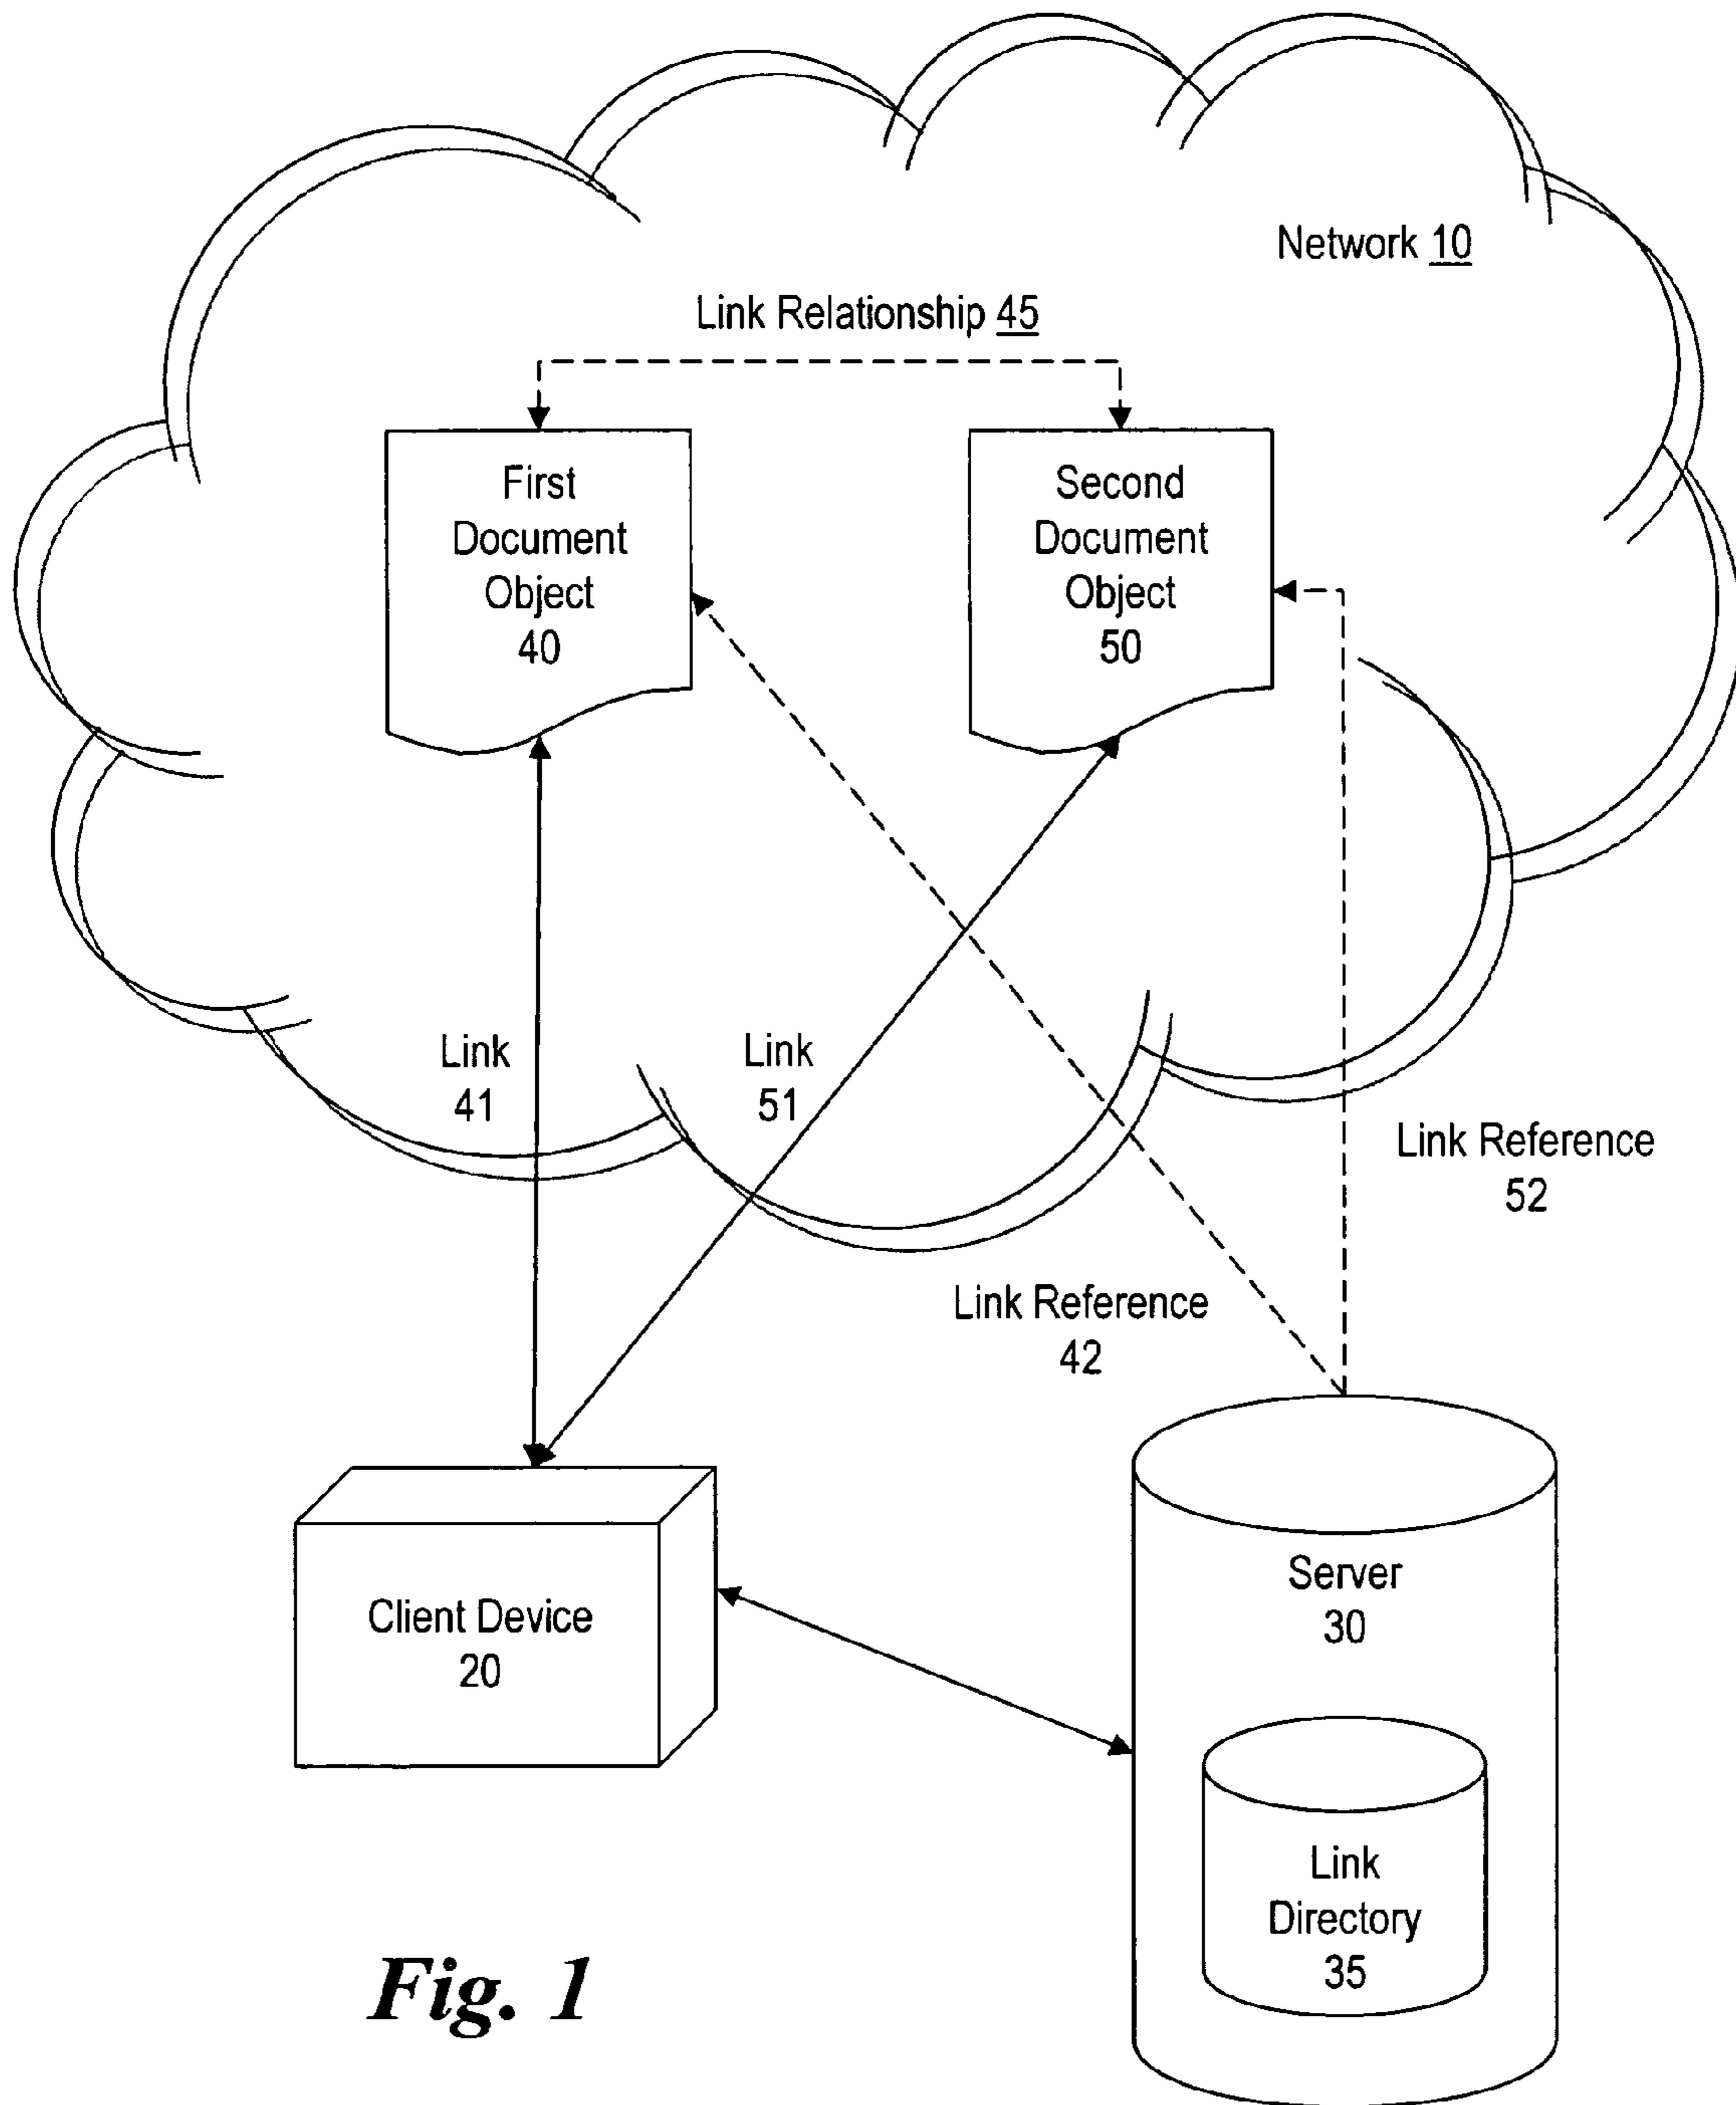 Network 10
Link Relationship 45
First
Document
Object
40
Second
Document
Object
50
Link
41
Link
51
Link Reference
52
Link Reference
42
Client Device
20
Server
30
Link
Directory
35
Fig. 1